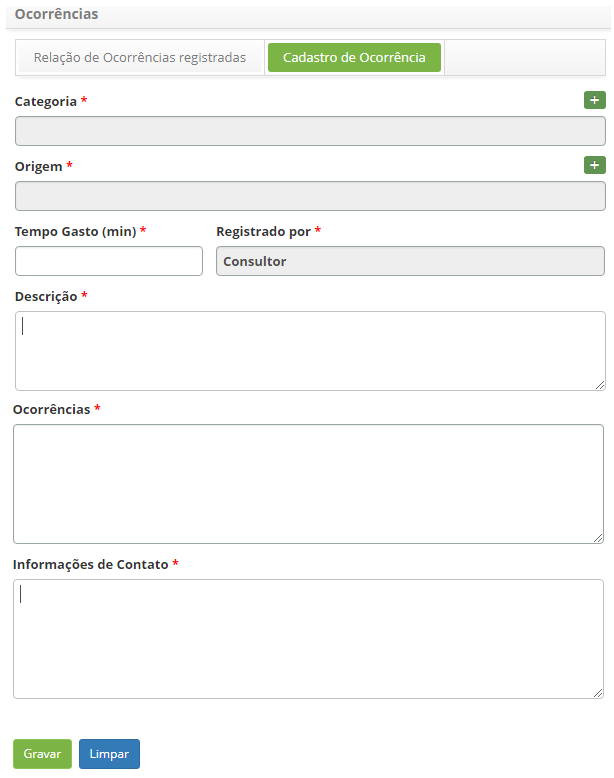 Ocorrências
Relação de Ocorrências registradas Cadastro de Ocorrência
Categoria *
+
Origem *
+
Tempo Gasto (min) * Registrado por *
Consultor
Descrição *
Ocorrências *
Informações de Contato *
Gravar Limpar